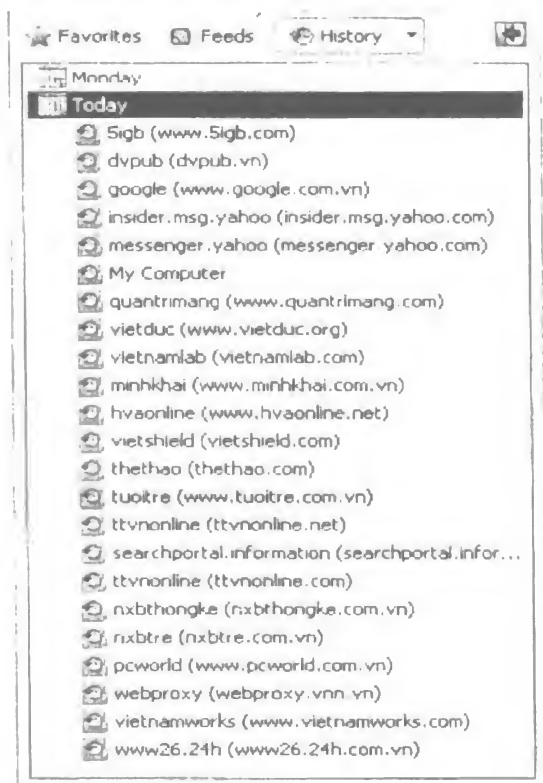 Favorites Feeds History
Monday
Today
5igb (www.5igb.com)
dvpub (dvpub.vn)
google (www.google.com.vn)
insider.msg.yahoo (insider.msg.yahoo.com)
messenger.yahoo (messenger.yahoo.com)
My Computer
quantrimang (www.quantrimang.com)
vietduc (www.vietduc.org)
vietnamlab (vietnamlab.com)
minhkhai (www.minhkhai.com.vn)
hvaonline (www.hvaonline.net)
vietshield (vietshield.com)
thethao (thethao.com)
tuoitre (www.tuoitre.com.vn)
ttvnonline (ttvnonline.net)
searchportal.information (searchportal.infor...
ttvnonline (ttvnonline.com)
nxbthongke (nxbthongke.com.vn)
nxbtre (nxbtre.com.vn)
pcworld (www.pcworld.com.vn)
webproxy (webproxy.vnn.vn)
vietnamworks (www.vietnamworks.com)
www26.24h (www26.24h.com.vn)